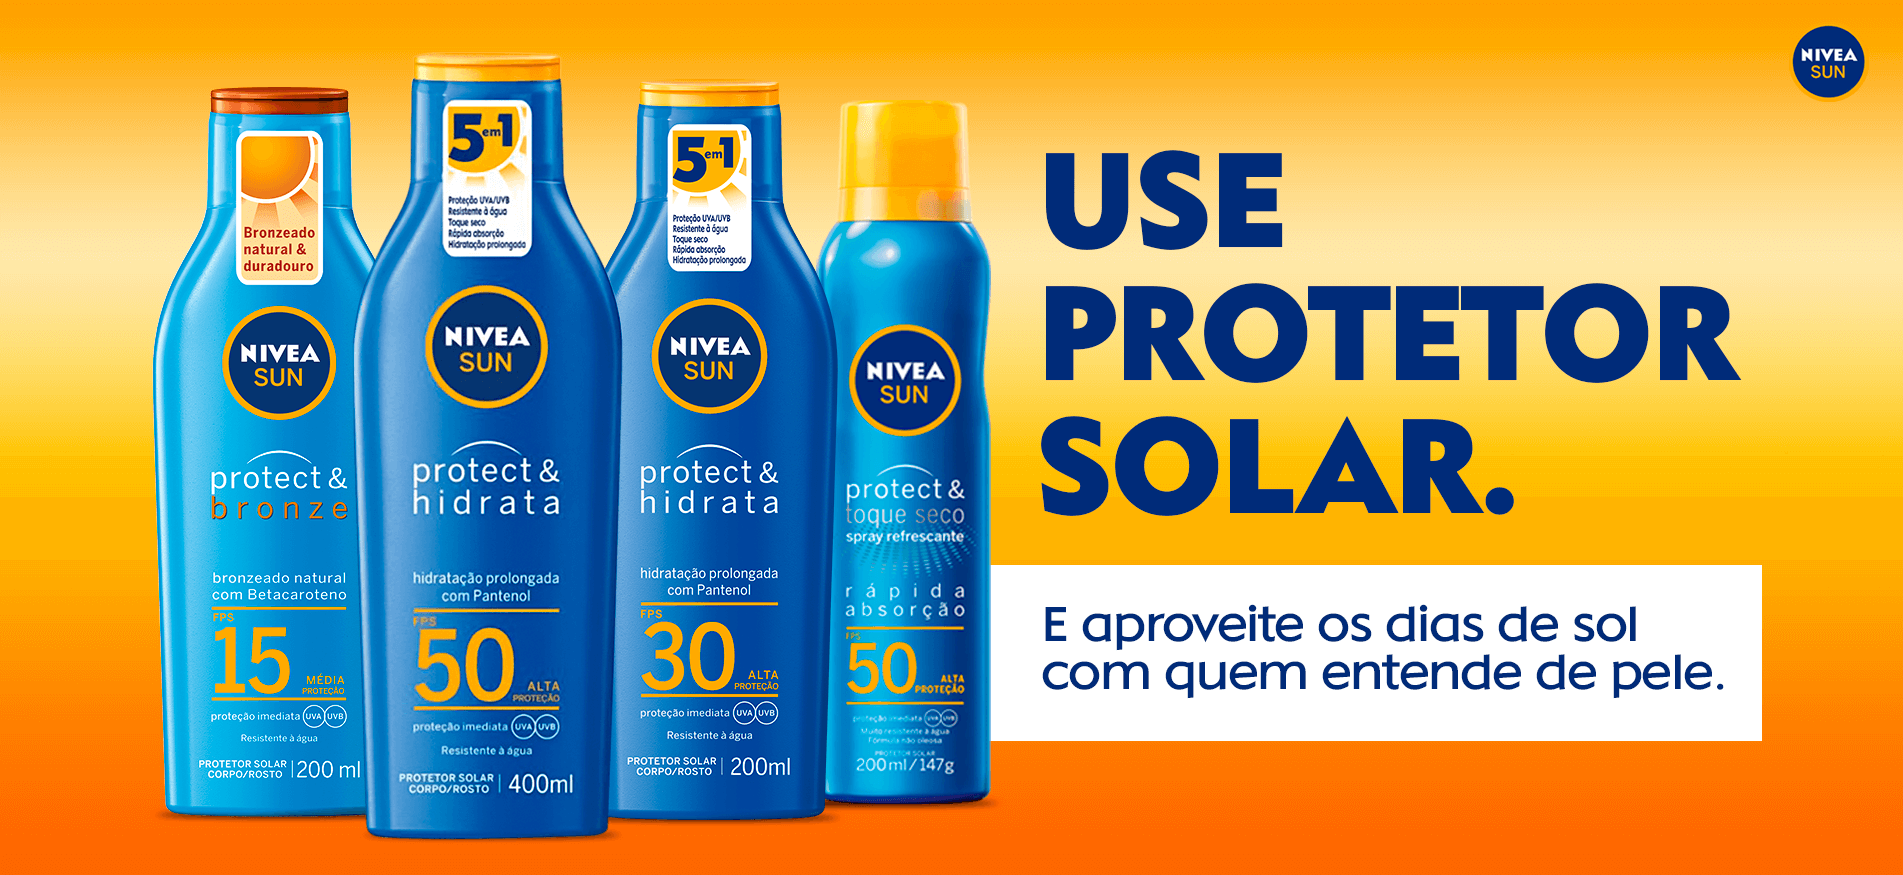 NIVEA
SUN
USE
PROTETOR
SOLAR.
E aproveite os dias de sol
com quem entende de pele.
Bronzeado
natural &
duradouro
NIVEA
SUN
protect &
bronze
bronzeado natural
com Betacaroteno
FPS
15
MÉDIA
PROTEÇÃO
proteção imediata UVA UVB
Resistente à água
PROTETOR SOLAR
CORPO/ROSTO
200 ml
5em1
Proteção UVA/UVB
Resistente à água
Toque seco
Rápida absorção
Hidratação prolongada
NIVEA
SUN
protect &
hidrata
hidratação prolongada
com Pantenol
FPS
50
ALTA
PROTEÇÃO
proteção imediata UVA UVB
Resistente à água
PROTETOR SOLAR
CORPO/ROSTO
400ml
5em1
Proteção UVA/UVB
Resistente à água
Toque seco
Rápida absorção
Hidratação prolongada
NIVEA
SUN
protect &
hidrata
hidratação prolongada
com Pantenol
FPS
30
ALTA
PROTEÇÃO
proteção imediata UVA UVB
Resistente à água
PROTETOR SOLAR
CORPO/ROSTO
200ml
NIVEA
SUN
protect &
toque seco
spray refrescante
rápida
absorção
FPS
50
ALTA
PROTEÇÃO
proteção imediata UVA UVB
Muito resistente à água
Fórmula não oleosa
PROTETOR SOLAR
200ml/147g